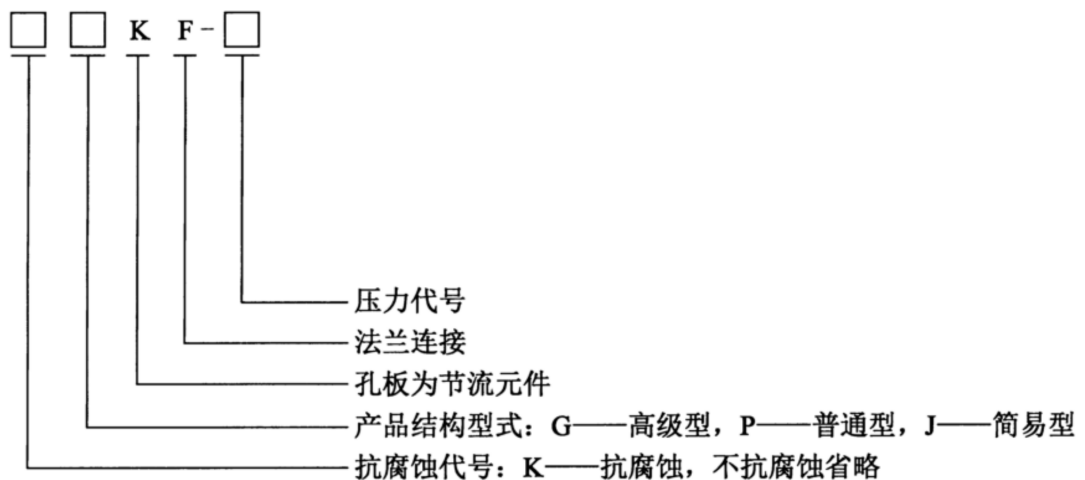 □ □ K F-□
压力代号
法兰连接
孔板为节流元件
产品结构型式：G——高级型，P——普通型，J——简易型
抗腐蚀代号：K——抗腐蚀，不抗腐蚀省略